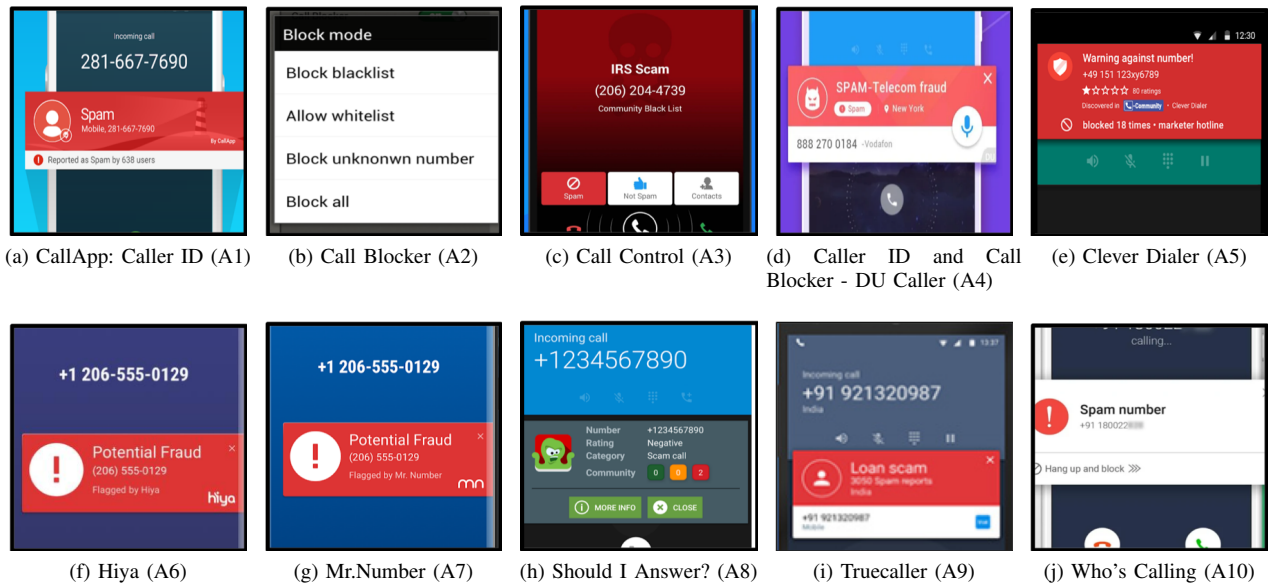 Incoming call
281-667-7690
Spam
Mobile, 281-667-7690
By CallApp
Reported as Spam by 638 users
(a) CallApp: Caller ID (A1)
Block mode
Block blacklist
Allow whitelist
Block unknonwn number
Block all
(b) Call Blocker (A2)
IRS Scam
(206) 204-4739
Community Black List
Spam
Not Spam
Contacts
(c) Call Control (A3)
SPAM-Telecom fraud
X
Spam
New York
888 270 0184 -Vodafon
DU
(d) Caller ID and Call
Blocker - DU Caller (A4)
12:30
Warning against number!
+49 151 123xy6789
80 ratings
Discovered in -Community • Clever Dialer
blocked 18 times • marketer hotline
(e) Clever Dialer (A5)
+1 206-555-0129
Potential Fraud
(206) 555-0129
Flagged by Hiya
hiya
(f) Hiya (A6)
+1 206-555-0129
Potential Fraud
(206) 555-0129
Flagged by Mr. Number
mn
(g) Mr.Number (A7)
Incoming call
+1234567890
Number +1234567890
Rating Negative
Category Scam call
Community 0 0 2
MORE INFO
CLOSE
(h) Should I Answer? (A8)
13:37
Incoming call
+91 921320987
India
Loan scam
3050 Spam reports
India
+91 921320987
Mobile
(i) Truecaller (A9)
calling...
Spam number
+91 180022
Hang up and block
(j) Who's Calling (A10)